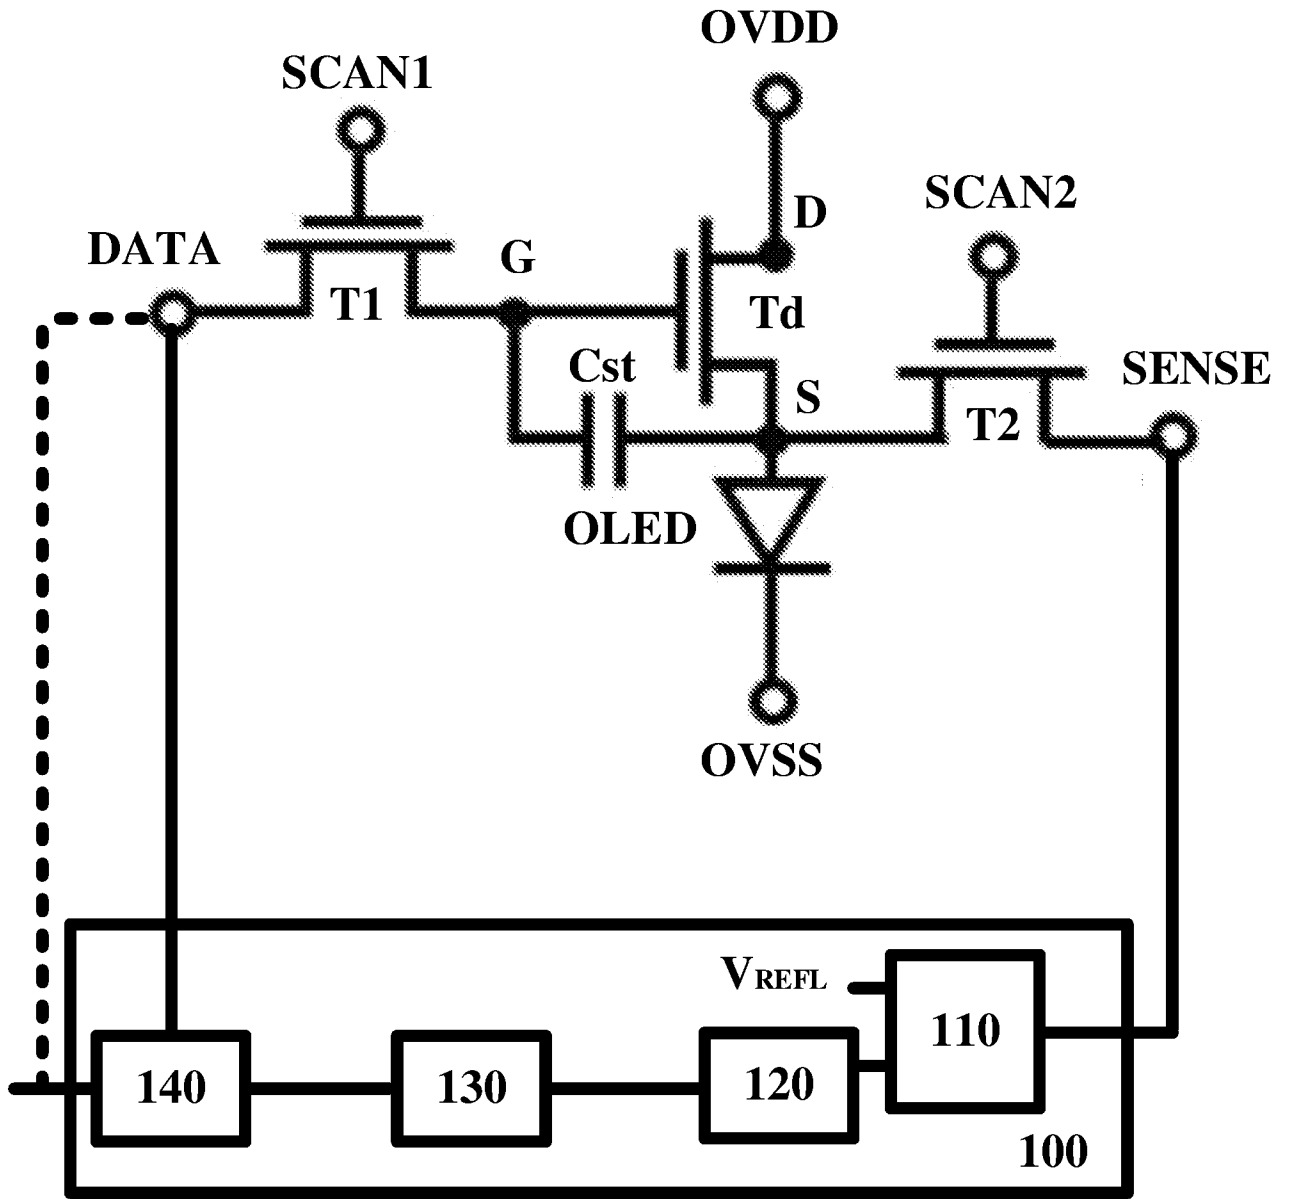 OVDD
SCAN1
SCAN2
D
DATA
G
T1
Td
Cst
SENSE
S
T2
OLED
OVSS
VREFL
110
140
130
120
100